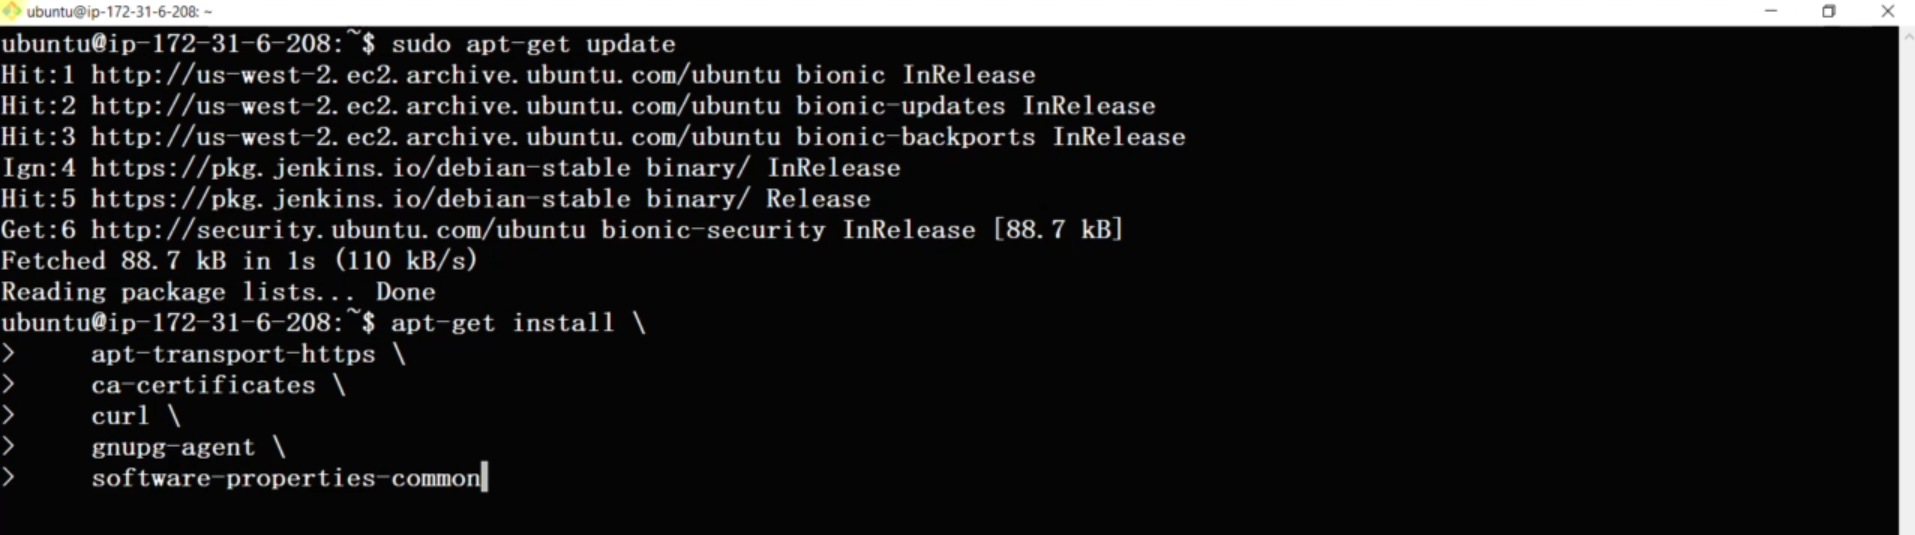 ubuntu@ip-172-31-6-208: ~
ubuntu@ip-172-31-6-208:~$ sudo apt-get update
Hit:1 http://us-west-2.ec2.archive.ubuntu.com/ubuntu bionic InRelease
Hit:2 http://us-west-2.ec2.archive.ubuntu.com/ubuntu bionic-updates InRelease
Hit:3 http://us-west-2.ec2.archive.ubuntu.com/ubuntu bionic-backports InRelease
Ign:4 https://pkg.jenkins.io/debian-stable binary/ InRelease
Hit:5 https://pkg.jenkins.io/debian-stable binary/ Release
Get:6 http://security.ubuntu.com/ubuntu bionic-security InRelease [88.7 kB]
Fetched 88.7 kB in 1s (110 kB/s)
Reading package lists... Done
ubuntu@ip-172-31-6-208:~$ apt-get install \
>     apt-transport-https \
>     ca-certificates \
>     curl \
>     gnupg-agent \
>     software-properties-common